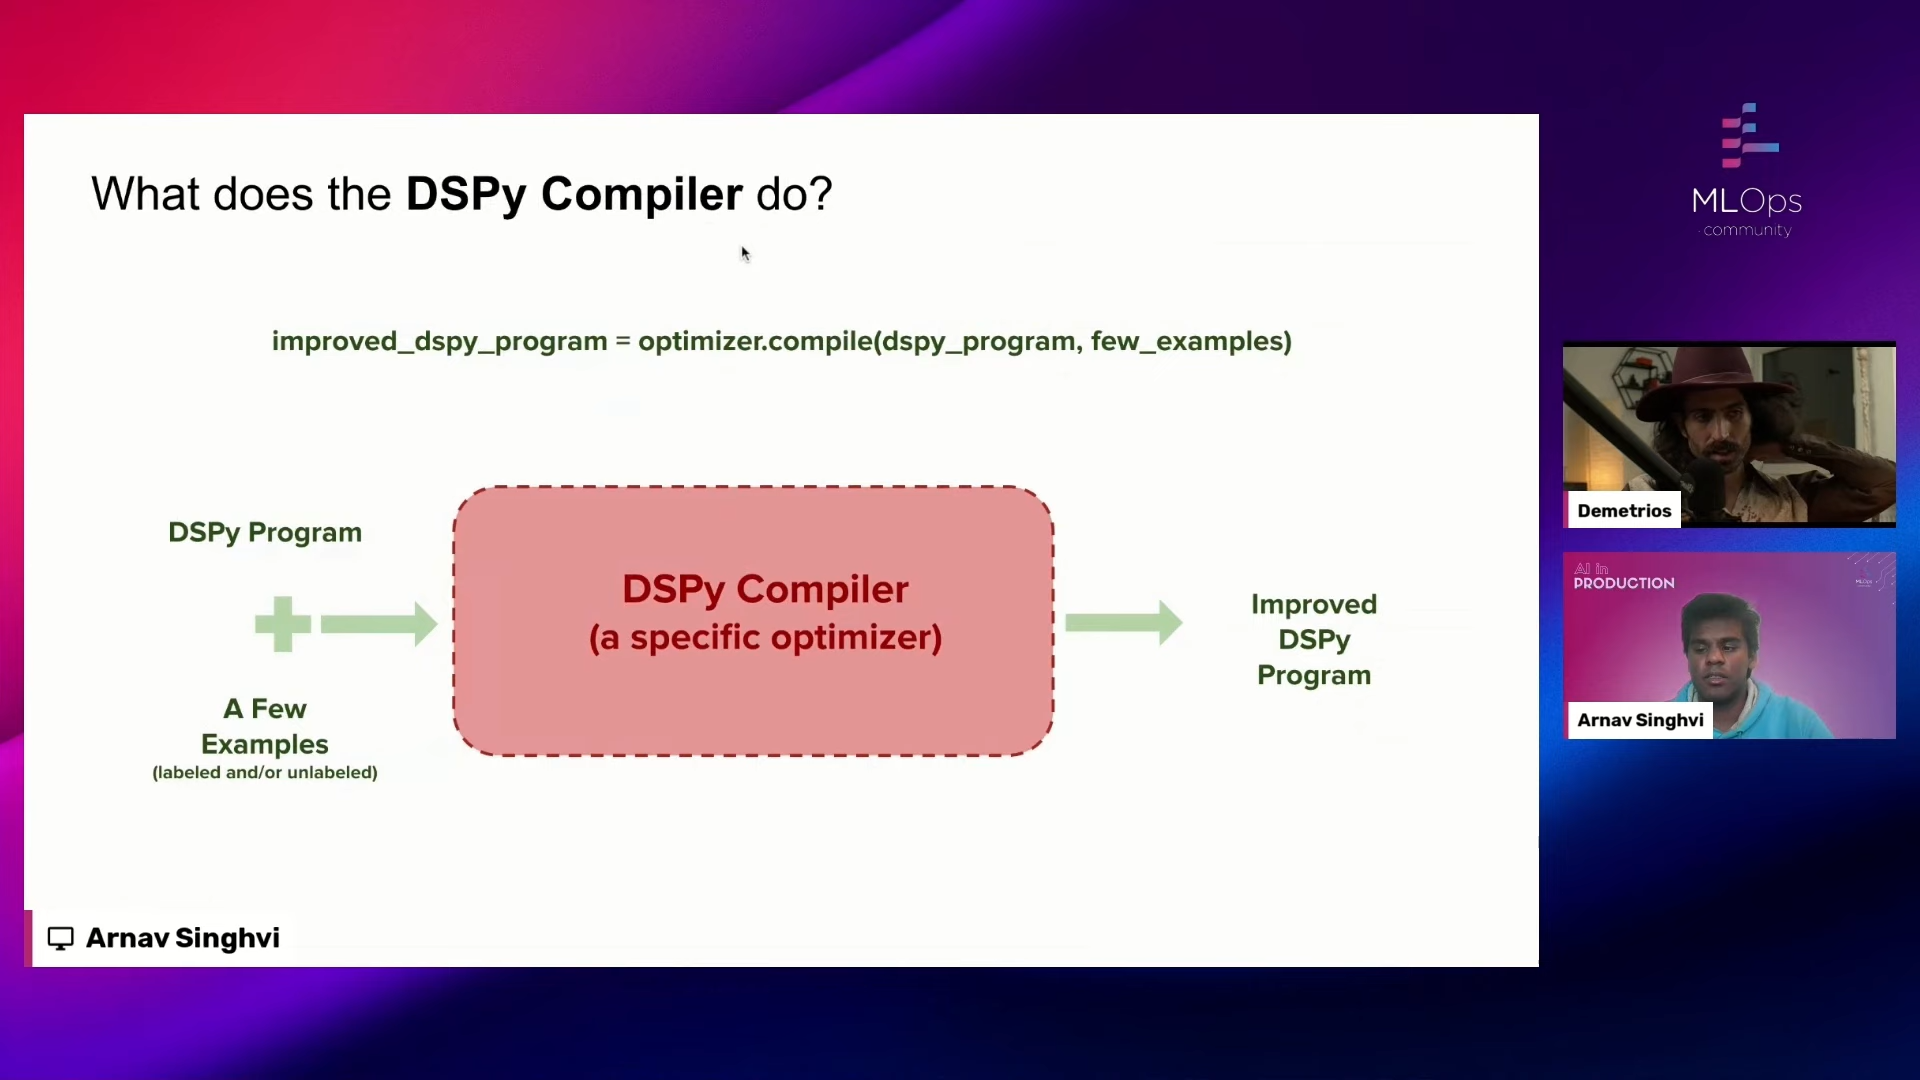 What does the DSPy Compiler do?
improved_dspy_program = optimizer.compile(dspy_program, few_examples)
DSPy Program
A Few
Examples
(labeled and/or unlabeled)
DSPy Compiler
(a specific optimizer)
Improved
DSPy
Program
Arnav Singhvi
MLOps
community
Demetrios
AI in
PRODUCTION
Arnav Singhvi